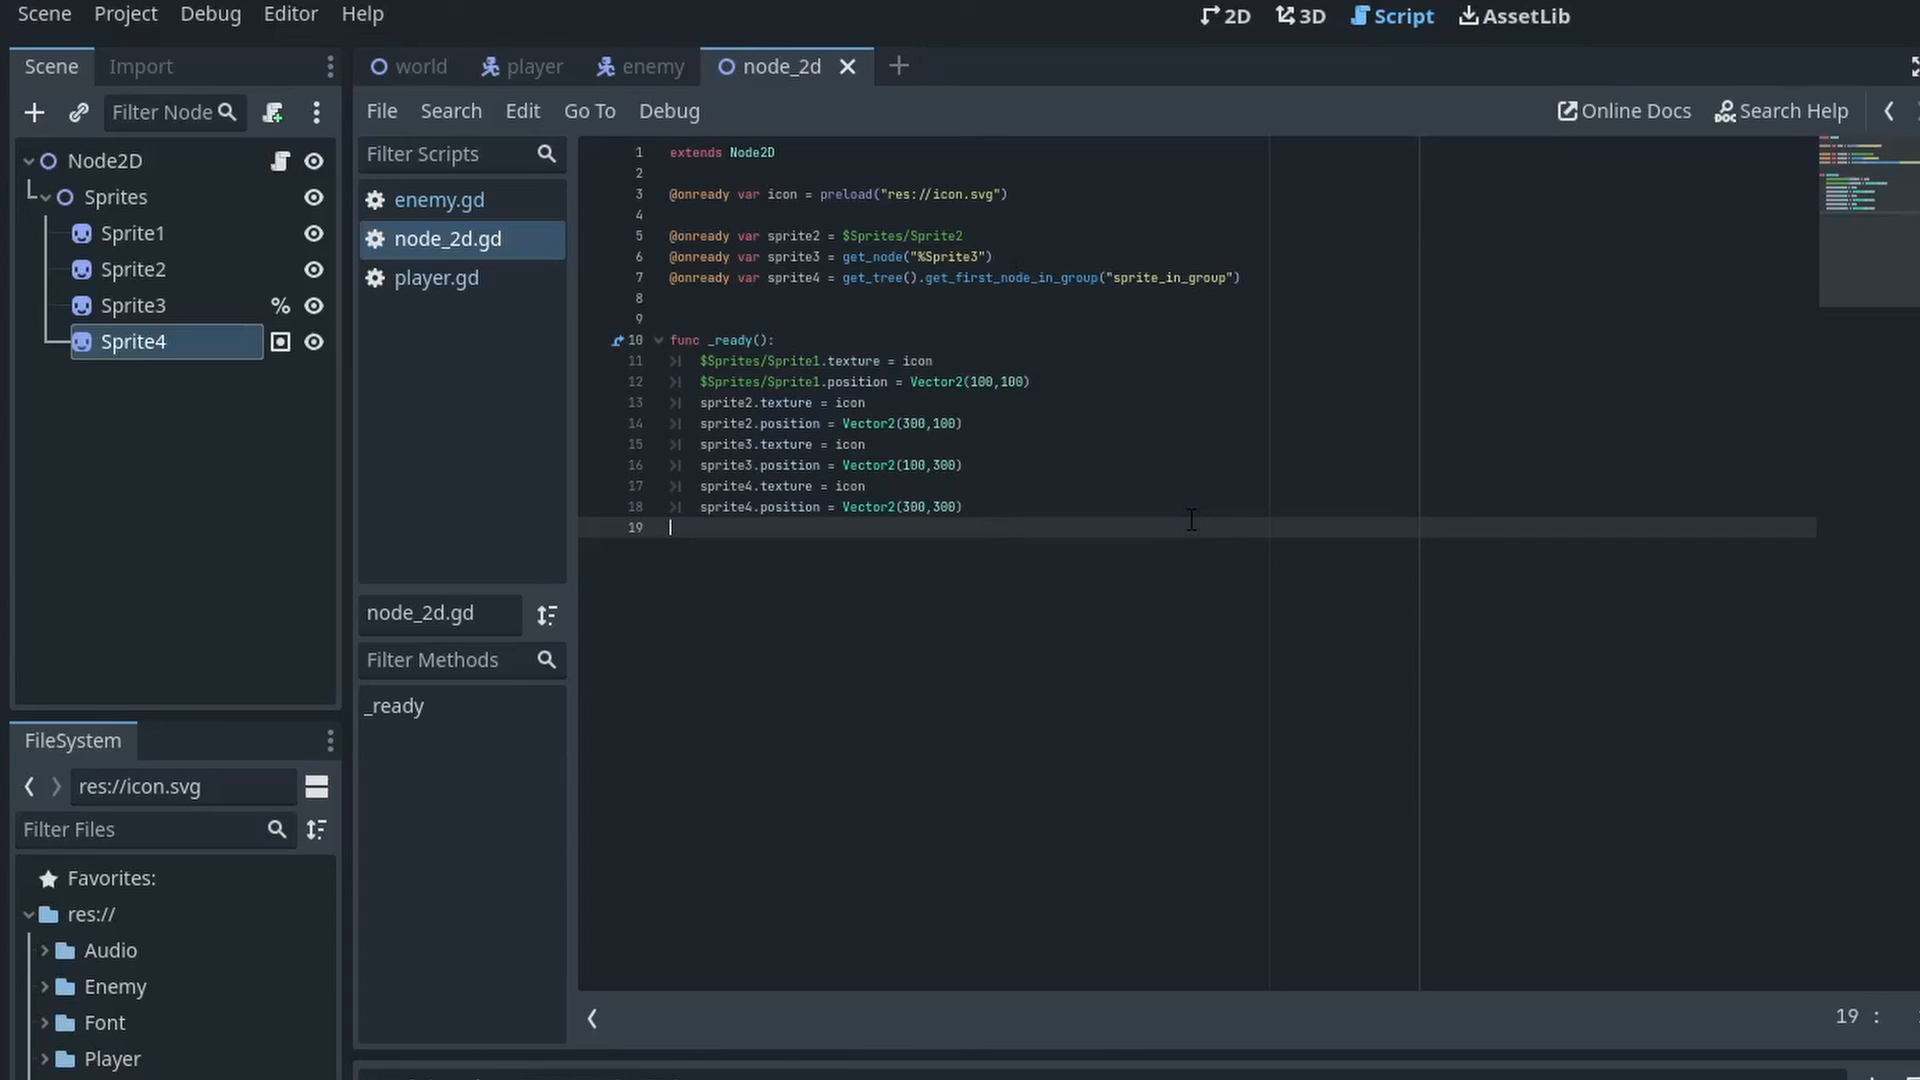 Scene Project Debug Editor Help
2D 3D Script AssetLib
Scene Import
world player enemy node_2d
Filter Node
File Search Edit Go To Debug
Online Docs Search Help
Node2D
Sprites
Sprite1
Sprite2
Sprite3 %
Sprite4
Filter Scripts
enemy.gd
node_2d.gd
player.gd
node_2d.gd
Filter Methods
_ready
1 extends Node2D
2
3 @onready var icon = preload("res://icon.svg")
4
5 @onready var sprite2 = $Sprites/Sprite2
6 @onready var sprite3 = get_node("%Sprite3")
7 @onready var sprite4 = get_tree().get_first_node_in_group("sprite_in_group")
8
9
10 func _ready():
11 $Sprites/Sprite1.texture = icon
12 $Sprites/Sprite1.position = Vector2(100,100)
13 sprite2.texture = icon
14 sprite2.position = Vector2(300,100)
15 sprite3.texture = icon
16 sprite3.position = Vector2(100,300)
17 sprite4.texture = icon
18 sprite4.position = Vector2(300,300)
19
19 :
FileSystem
res://icon.svg
Filter Files
Favorites:
res://
Audio
Enemy
Font
Player